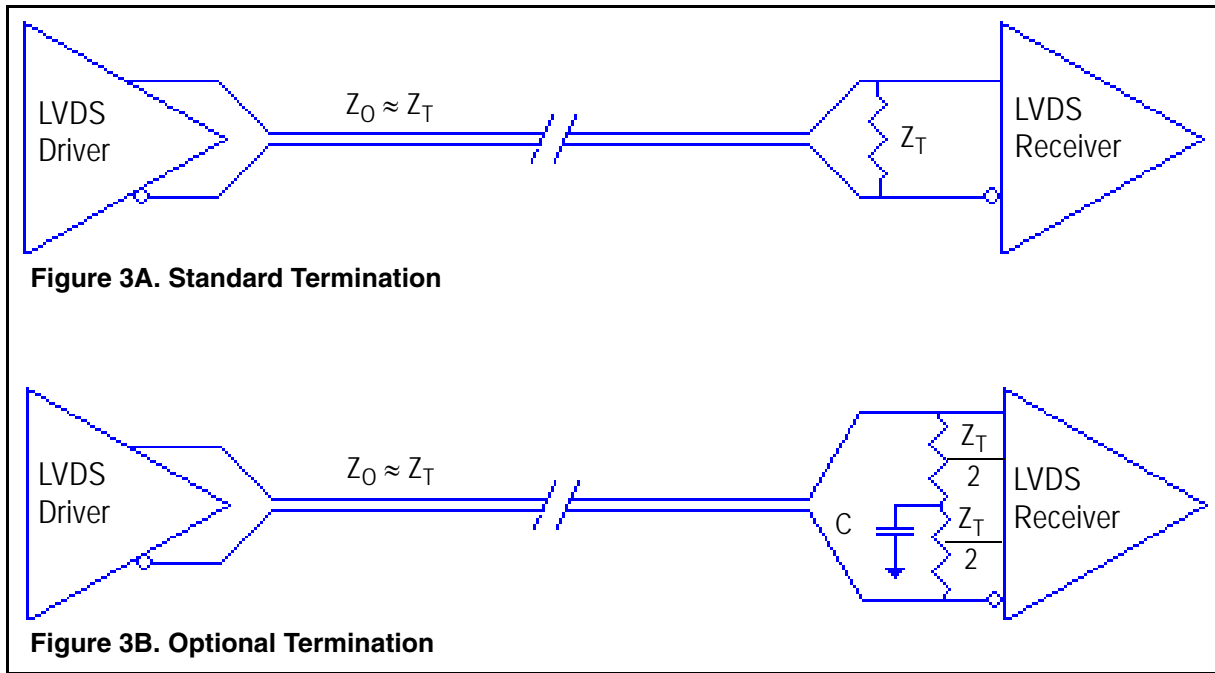 LVDS
Driver
Z_O ≈ Z_T
Z_T
LVDS
Receiver
Figure 3A. Standard Termination
LVDS
Driver
Z_O ≈ Z_T
C
Z_T
2
Z_T
2
LVDS
Receiver
Figure 3B. Optional Termination